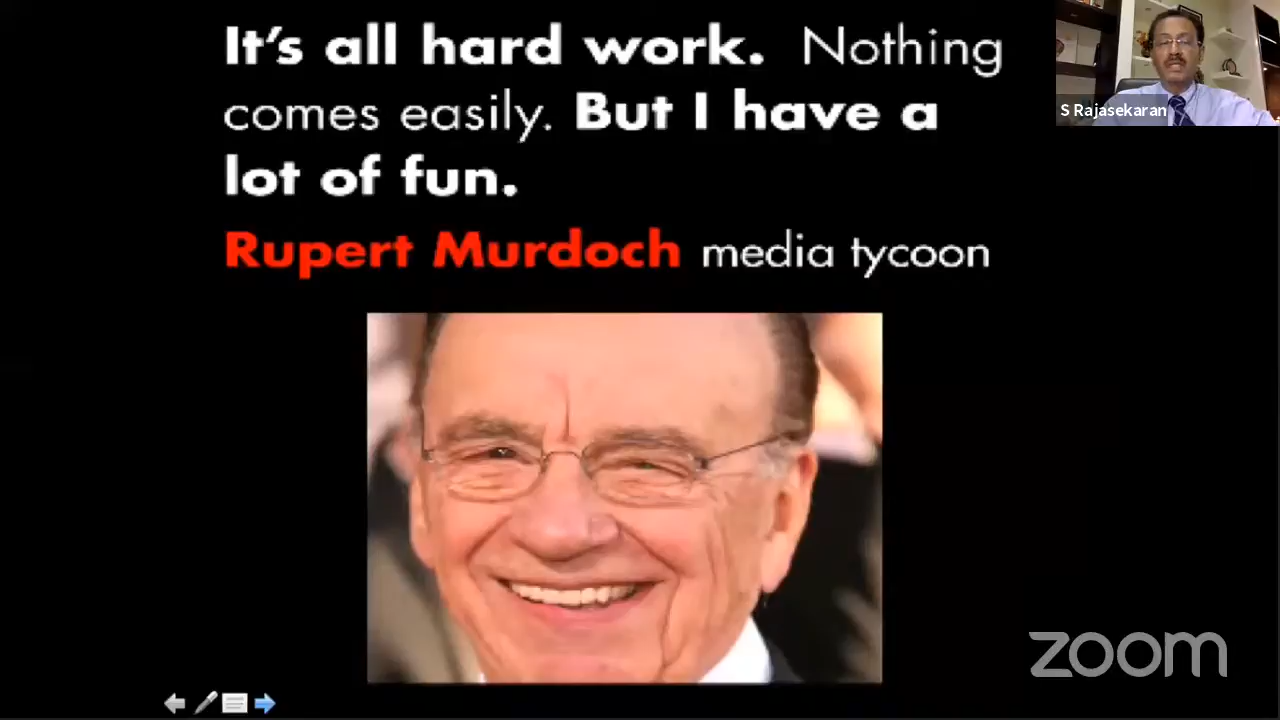 It's all hard work. Nothing
comes easily. But I have a
lot of fun.
Rupert Murdoch media tycoon
S Rajasekaran
zoom